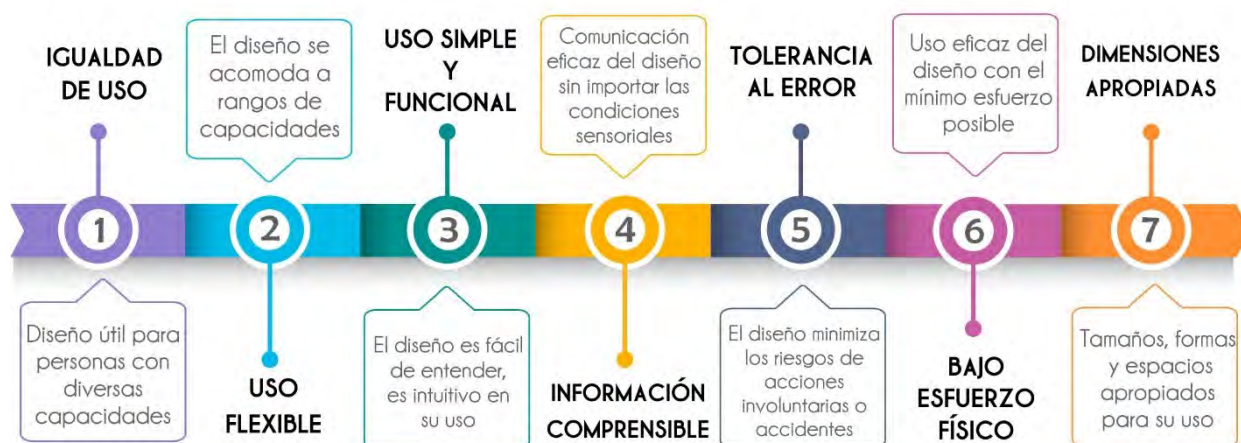 IGUALDAD
DE USO
1
Diseño útil para
personas con
diversas
capacidades
El diseño se
acomoda a
rangos de
capacidades
2
USO
FLEXIBLE
USO SIMPLE
Y
FUNCIONAL
3
El diseño es fácil
de entender,
es intuitivo en
su uso
Comunicación
eficaz del diseño
sin importar las
condiciones
sensoriales
4
INFORMACIÓN
COMPRENSIBLE
TOLERANCIA
AL ERROR
5
El diseño minimiza
los riesgos de
acciones
involuntarias o
accidentes
Uso eficaz del
diseño con el
mínimo esfuerzo
posible
6
BAJO
ESFUERZO
FÍSICO
DIMENSIONES
APROPIADAS
7
Tamaños, formas
y espacios
apropiados
para su uso